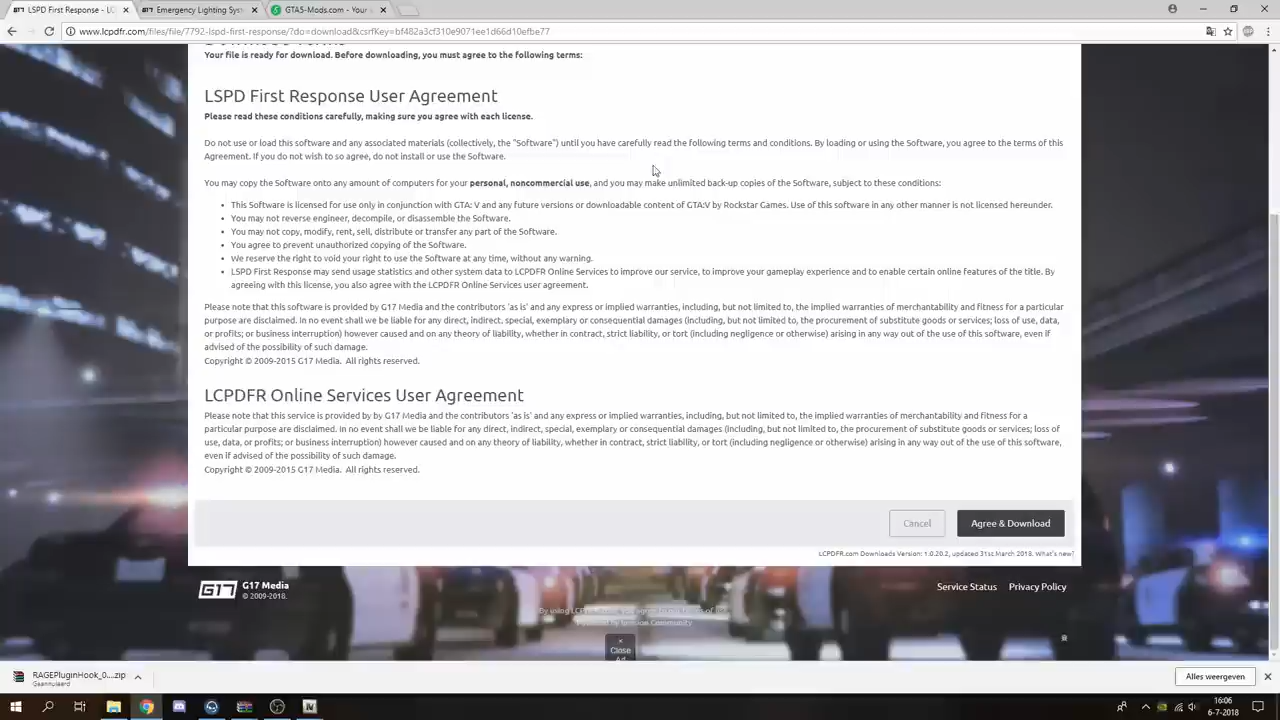 LSPD First Response - L
Emergency Lighting Syst
GTA5-Mods.com - Your s
www.lcpdfr.com/files/file/7792-lspd-first-response/?do=download&csrfKey=bf482a3cf310e9071ee1d66d10efbe77
Your file is ready for download. Before downloading, you must agree to the following terms:
LSPD First Response User Agreement
Please read these conditions carefully, making sure you agree with each license.
Do not use or load this software and any associated materials (collectively, the "Software") until you have carefully read the following terms and conditions. By loading or using the Software, you agree to the terms of this
Agreement. If you do not wish to so agree, do not install or use the Software.
You may copy the Software onto any amount of computers for your personal, noncommercial use, and you may make unlimited back-up copies of the Software, subject to these conditions:
• This Software is licensed for use only in conjunction with GTA: V and any future versions or downloadable content of GTA:V by Rockstar Games. Use of this software in any other manner is not licensed hereunder.
• You may not reverse engineer, decompile, or disassemble the Software.
• You may not copy, modify, rent, sell, distribute or transfer any part of the Software.
• You agree to prevent unauthorized copying of the Software.
• We reserve the right to void your right to use the Software at any time, without any warning.
• LSPD First Response may send usage statistics and other system data to LCPDFR Online Services to improve our service, to improve your gameplay experience and to enable certain online features of the title. By
agreeing with this license, you also agree with the LCPDFR Online Services user agreement.
Please note that this software is provided by G17 Media and the contributors 'as is' and any express or implied warranties, including, but not limited to, the implied warranties of merchantability and fitness for a particular
purpose are disclaimed. In no event shall we be liable for any direct, indirect, special, exemplary or consequential damages (including, but not limited to, the procurement of substitute goods or services; loss of use, data,
or profits; or business interruption) however caused and on any theory of liability, whether in contract, strict liability, or tort (including negligence or otherwise) arising in any way out of the use of this software, even if
advised of the possibility of such damage.
Copyright © 2009-2015 G17 Media. All rights reserved.
LCPDFR Online Services User Agreement
Please note that this service is provided by by G17 Media and the contributors 'as is' and any express or implied warranties, including, but not limited to, the implied warranties of merchantability and fitness for a
particular purpose are disclaimed. In no event shall we be liable for any direct, indirect, special, exemplary or consequential damages (including, but not limited to, the procurement of substitute goods or services; loss of
use, data, or profits; or business interruption) however caused and on any theory of liability, whether in contract, strict liability, or tort (including negligence or otherwise) arising in any way out of the use of this software,
even if advised of the possibility of such damage.
Copyright © 2009-2015 G17 Media. All rights reserved.
Cancel
Agree & Download
LCPDFR.com Downloads Version: 1.0.20.2, updated 31st March 2018. What's new?
G17
G17 Media
© 2009-2018.
Service Status
Privacy Policy
Close
Ad
RAGEPluginHook_0....zip
Geannuleerd
Alles weergeven
IV
16:06
6-7-2018